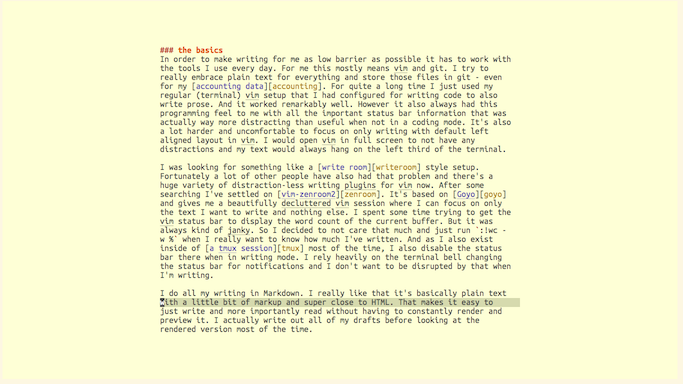 ### the basics
In order to make writing for me as low barrier as possible it has to work with
the tools I use every day. For me this mostly means vim and git. I try to
really embrace plain text for everything and store those files in git - even
for my [accounting data][accounting]. For quite a long time I just used my
regular (terminal) vim setup that I had configured for writing code to also
write prose. And it worked remarkably well. However it also always had this
programming feel to me with all the important status bar information that was
actually way more distracting than useful when not in a coding mode. It's also
a lot harder and uncomfortable to focus on only writing with default left
aligned layout in vim. I would open vim in full screen to not have any
distractions and my text would always hang on the left third of the terminal.
I was looking for something like a [write room][writeroom] style setup.
Fortunately a lot of other people have also had that problem and there's a
huge variety of distraction-less writing plugins for vim now. After some
searching I've settled on [vim-zenroom2][zenroom]. It's based on [Goyo][goyo]
and gives me a beautifully decluttered vim session where I can focus on only
the text I want to write and nothing else. I spent some time trying to get the
vim status bar to display the word count of the current buffer. But it was
always kind of janky. So I decided to not care that much and just run `:!wc -
w %` when I really want to know how much I've written. And as I also exist
inside of [a tmux session][tmux] most of the time, I also disable the status
bar there when in writing mode. I rely heavily on the terminal bell changing
the status bar for notifications and I don't want to be disrupted by that when
I'm writing.
I do all my writing in Markdown. I really like that it's basically plain text
with a little bit of markup and super close to HTML. That makes it easy to
just write and more importantly read without having to constantly render and
preview it. I actually write out all of my drafts before looking at the
rendered version most of the time.